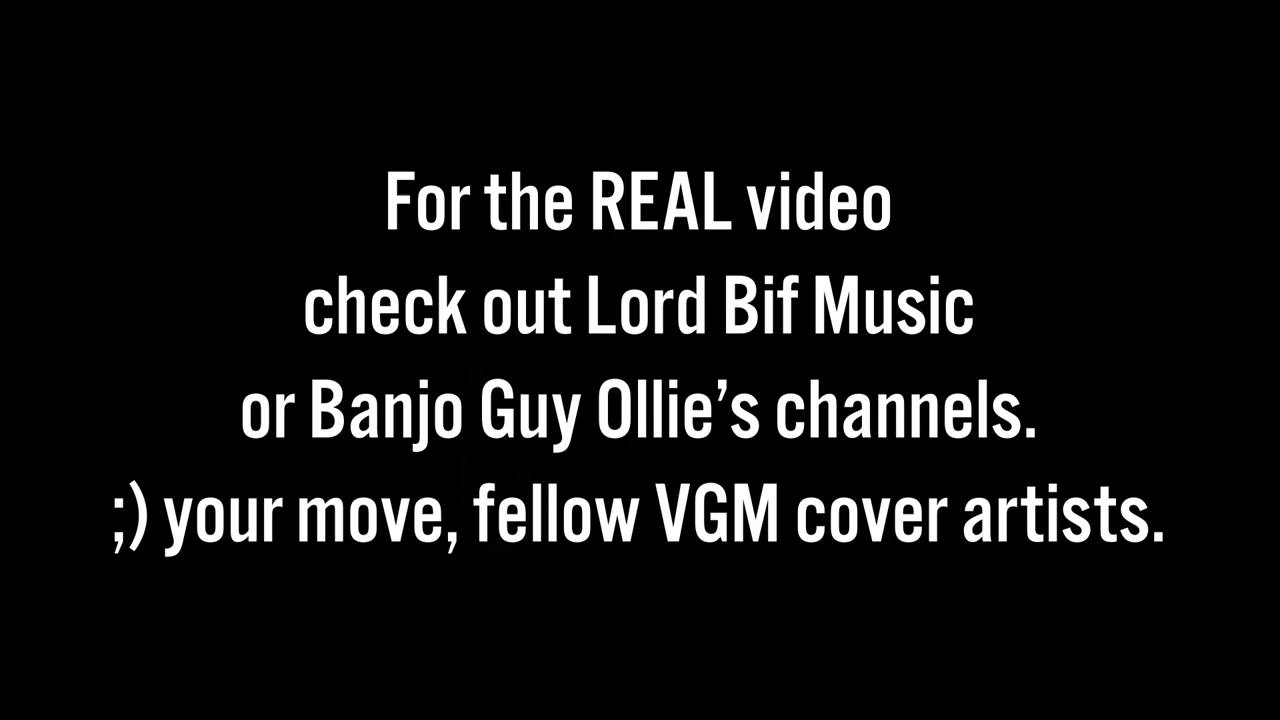 For the REAL video
check out Lord Bif Music
or Banjo Guy Ollie’s channels.
;) your move, fellow VGM cover artists.